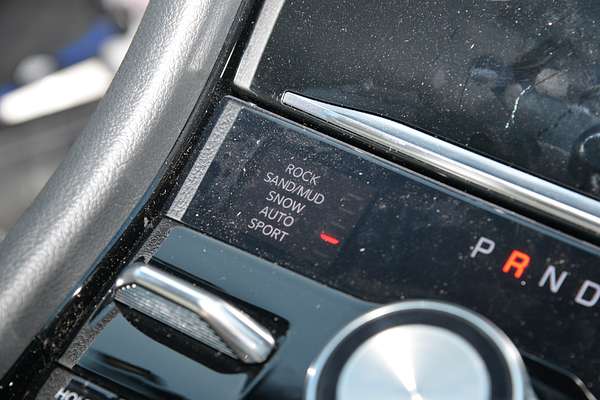 ROCK
SAND/MUD
SNOW
AUTO
SPORT
P R N D